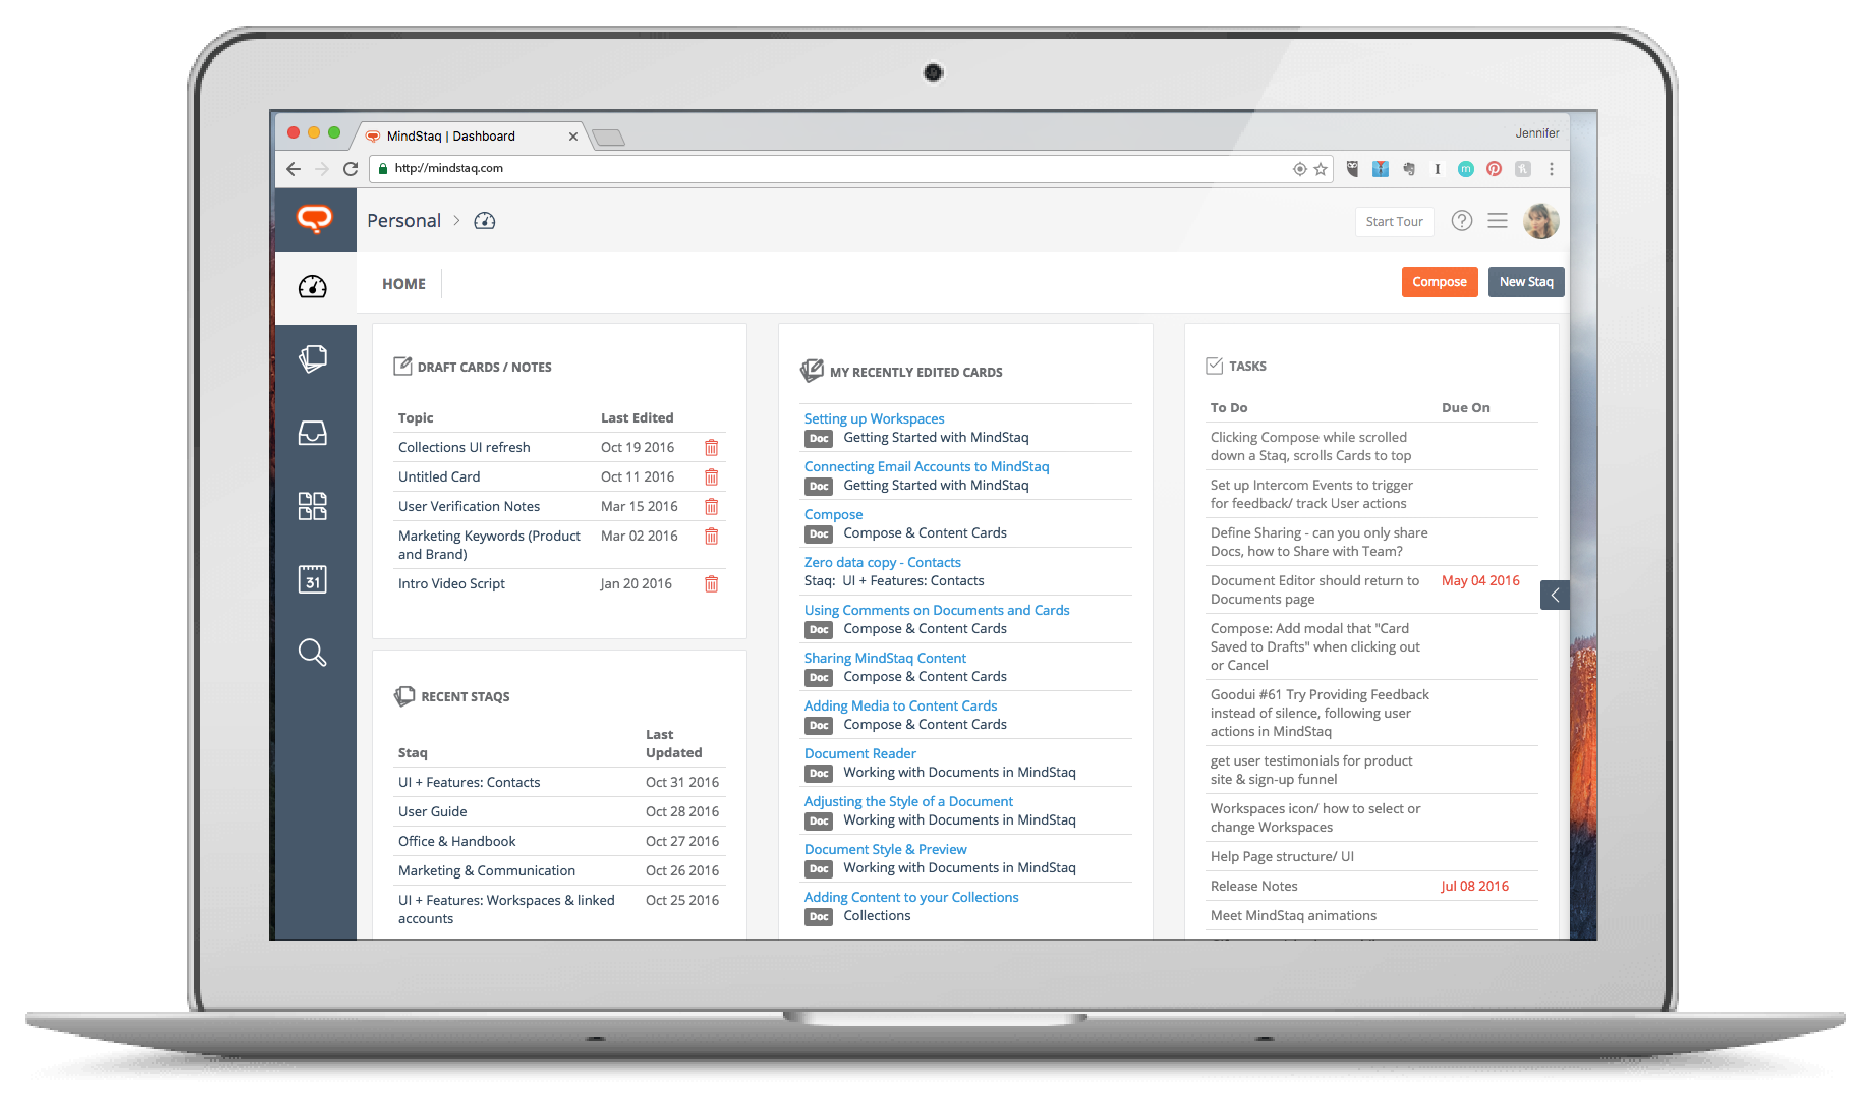 MindStaq | Dashboard
Jennifer
http://mindstaq.com
Personal
Start Tour
HOME
Compose
New Staq
DRAFT CARDS / NOTES
Topic Last Edited
Collections UI refresh Oct 19 2016
Untitled Card Oct 11 2016
User Verification Notes Mar 15 2016
Marketing Keywords (Product Mar 02 2016
and Brand)
Intro Video Script Jan 20 2016
RECENT STAQS
Last
Staq Updated
UI + Features: Contacts Oct 31 2016
User Guide Oct 28 2016
Office & Handbook Oct 27 2016
Marketing & Communication Oct 26 2016
UI + Features: Workspaces & linked Oct 25 2016
accounts
31
MY RECENTLY EDITED CARDS
Setting up Workspaces
Doc Getting Started with MindStaq
Connecting Email Accounts to MindStaq
Doc Getting Started with MindStaq
Compose
Doc Compose & Content Cards
Zero data copy - Contacts
Staq: UI + Features: Contacts
Using Comments on Documents and Cards
Doc Compose & Content Cards
Sharing MindStaq Content
Doc Compose & Content Cards
Adding Media to Content Cards
Doc Compose & Content Cards
Document Reader
Doc Working with Documents in MindStaq
Adjusting the Style of a Document
Doc Working with Documents in MindStaq
Document Style & Preview
Doc Working with Documents in MindStaq
Adding Content to your Collections
Doc Collections
TASKS
To Do Due On
Clicking Compose while scrolled
down a Staq, scrolls Cards to top
Set up Intercom Events to trigger
for feedback/ track User actions
Define Sharing - can you only share
Docs, how to Share with Team?
Document Editor should return to May 04 2016
Documents page
Compose: Add modal that "Card
Saved to Drafts" when clicking out
or Cancel
Goodui #61 Try Providing Feedback
instead of silence, following user
actions in MindStaq
get user testimonials for product
site & sign-up funnel
Workspaces icon/ how to select or
change Workspaces
Help Page structure/ UI
Release Notes Jul 08 2016
Meet MindStaq animations